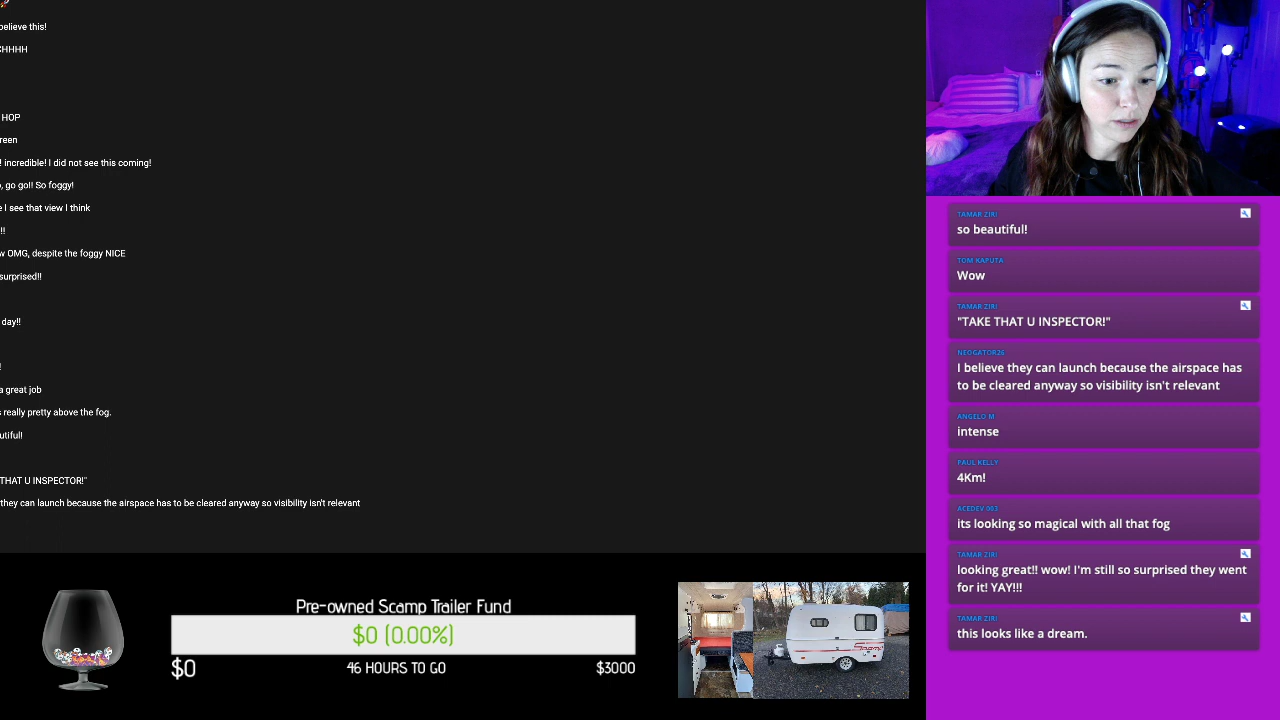 believe this!
CHHHH
HOP
reen
! incredible! I did not see this coming!
, go go!! So foggy!
e I see that view I think
!!
w OMG, despite the foggy NICE
surprised!!
day!!
!
a great job
s really pretty above the fog.
utiful!
THAT U INSPECTOR!"
they can launch because the airspace has to be cleared anyway so visibility isn't relevant
TAMAR ZIRI
so beautiful!
TOM KAPUTA
Wow
TAMAR ZIRI
"TAKE THAT U INSPECTOR!"
NEOGATOR26
I believe they can launch because the airspace has
to be cleared anyway so visibility isn't relevant
ANGELO M
intense
PAUL KELLY
4Km!
ACEDEV 063
its looking so magical with all that fog
TAMAR ZIRI
looking great!! wow! I'm still so surprised they went
for it! YAY!!!
TAMAR ZIRI
this looks like a dream.
Pre-owned Scamp Trailer Fund
$0 (0.00%)
$0 46 HOURS TO GO $3000
Scamp